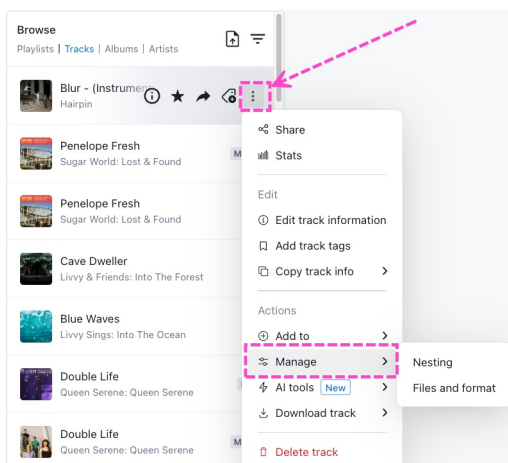 Browse
Playlists | Tracks | Albums | Artists
Blur - (Instrumen
Hairpin
Penelope Fresh
Sugar World: Lost & Found
M
Penelope Fresh
Sugar World: Lost & Found
Cave Dweller
Livvy & Friends: Into The Forest
Blue Waves
Livvy Sings: Into The Ocean
Double Life
Queen Serene: Queen Serene
Double Life
Queen Serene: Queen Serene
M
Share
Stats
Edit
Edit track information
Add track tags
Copy track info
Actions
Add to
Manage
AI tools New
Download track
Delete track
Nesting
Files and format